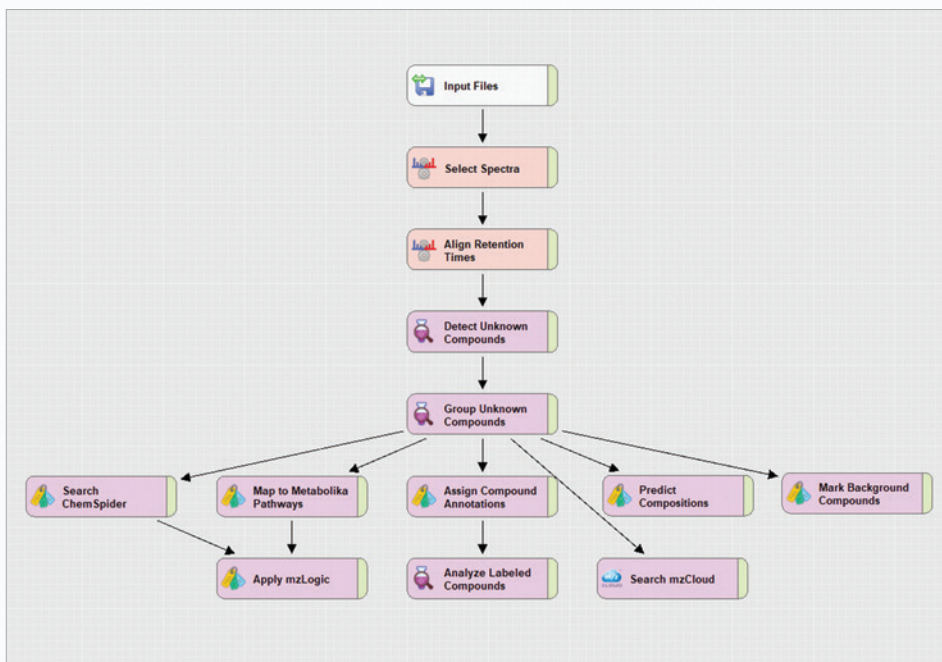 Input Files
Select Spectra
Align Retention
Times
Detect Unknown
Compounds
Group Unknown
Compounds
Search
ChemSpider
Map to Metabolika
Pathways
Assign Compound
Annotations
Predict
Compositions
Mark Background
Compounds
Apply mzLogic
Analyze Labeled
Compounds
CLOUD
Search mzCloud